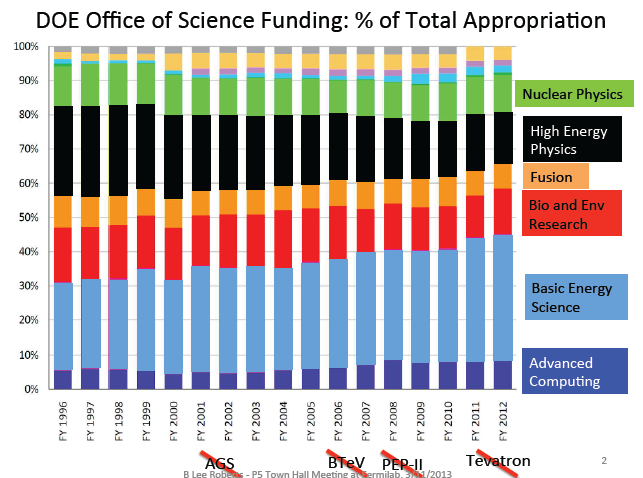 DOE Office of Science Funding: % of Total Appropriation
100%
90%
80%
70%
60%
50%
40%
30%
20%
10%
0%
Nuclear Physics
High Energy
Physics
Fusion
Bio and Env
Research
Basic Energy
Science
Advanced
Computing
FY 1996
FY 1997
FY 1998
FY 1999
FY 2000
FY 2001
FY 2002
FY 2003
FY 2004
FY 2005
FY 2006
FY 2007
FY 2008
FY 2009
FY 2010
FY 2011
FY 2012
AGS
BTeV
PEP-II
Tevatron
B Lee Roberts - P5 Town Hall Meeting at Fermilab, 3/11/2013
2